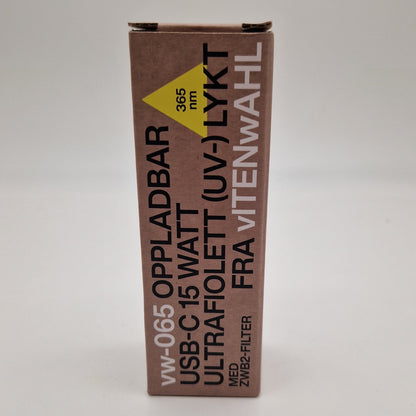 vw-065 OPPLADBAR
USB-C 15 WATT
ULTRAFIOLETT (UV-) LYKT
FRA vITENwAHL
MED
ZWB2-FILTER
365
nm